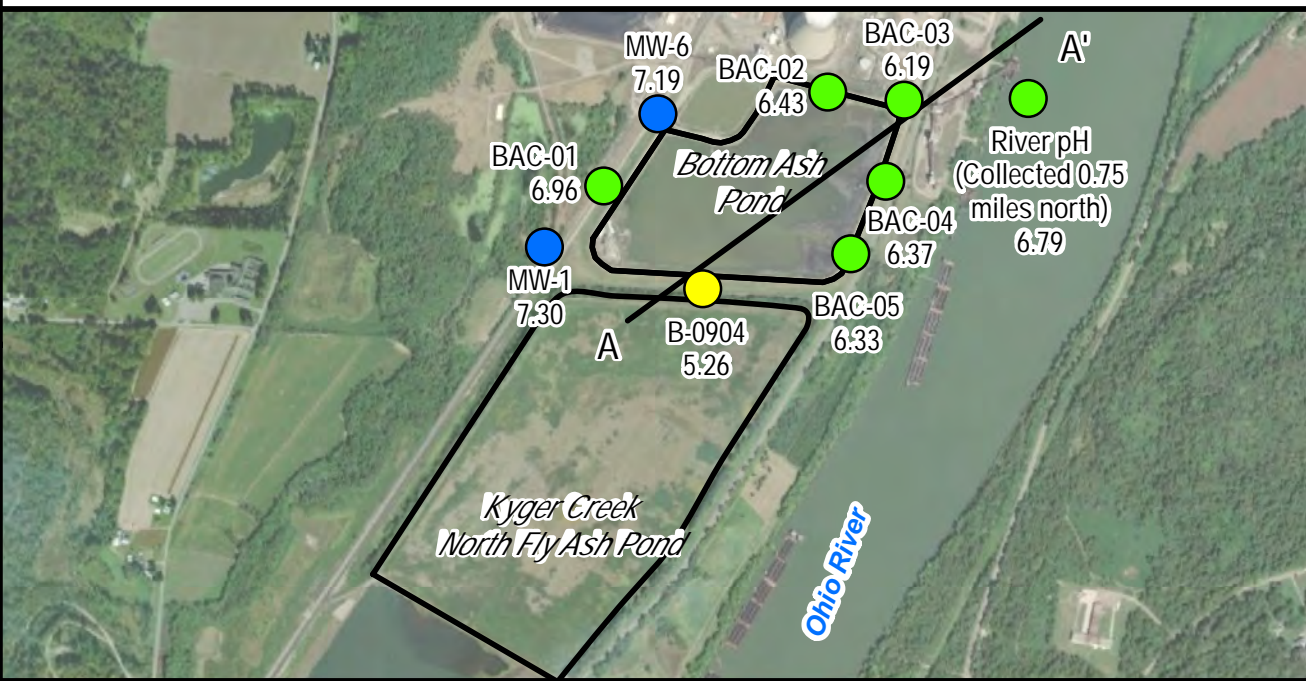 MW-6
7.19
BAC-02
6.43
BAC-03
6.19
A'
BAC-01
6.96
Bottom Ash
Pond
River pH
(Collected 0.75
miles north)
6.79
BAC-04
6.37
MW-1
7.30
A
B-0904
5.26
BAC-05
6.33
Kyger Creek
North Fly Ash Pond
Ohio River